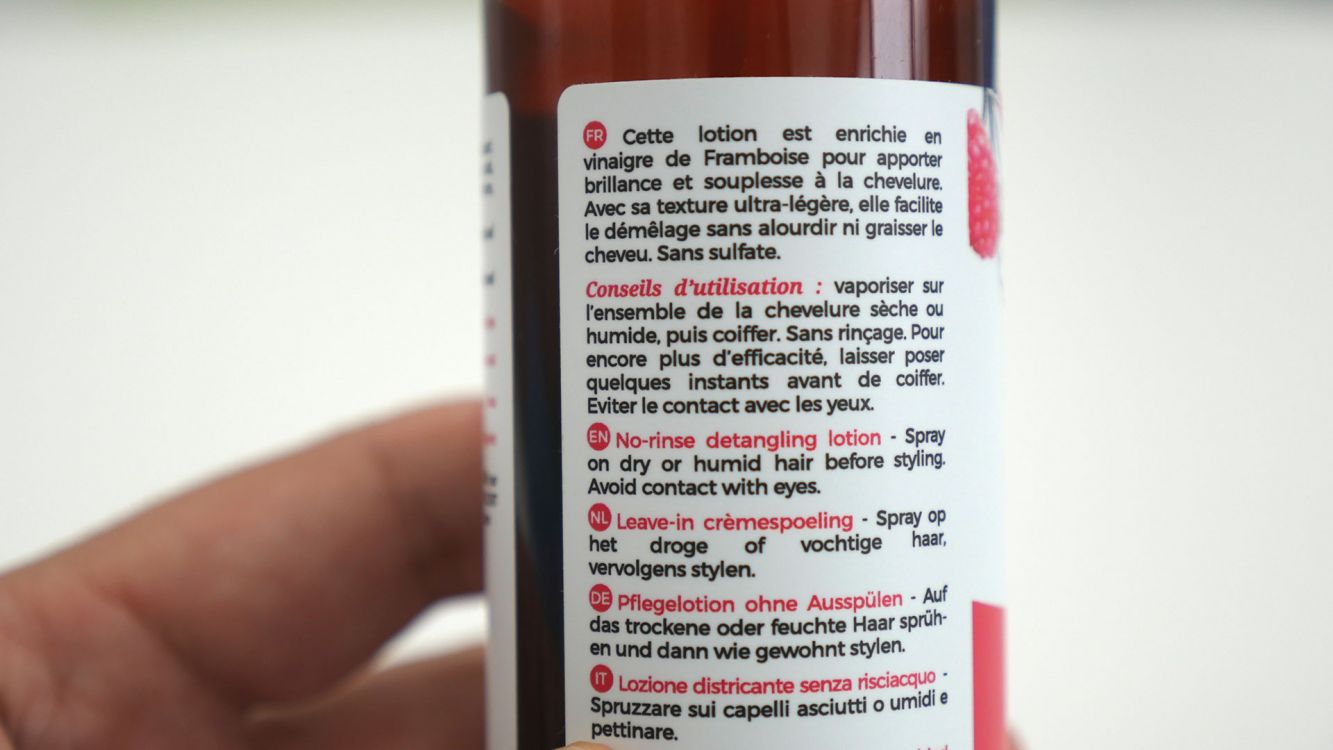 FR Cette lotion est enrichie en
vinaigre de Framboise pour apporter
brillance et souplesse à la chevelure.
Avec sa texture ultra-légère, elle facilite
le démêlage sans alourdir ni graisser le
cheveu. Sans sulfate.
Conseils d'utilisation : vaporiser sur
l'ensemble de la chevelure sèche ou
humide, puis coiffer. Sans rinçage. Pour
encore plus d'efficacité, laisser poser
quelques instants avant de coiffer.
Eviter le contact avec les yeux.
EN No-rinse detangling lotion - Spray
on dry or humid hair before styling.
Avoid contact with eyes.
NL Leave-in crèmespoeling - Spray op
het droge of vochtige haar,
vervolgens stylen.
DE Pflegelotion ohne Ausspülen - Auf
das trockene oder feuchte Haar sprüh-
en und dann wie gewohnt stylen.
IT Lozione districante senza risciacquo -
Spruzzare sui capelli asciutti o umidi e
pettinare.